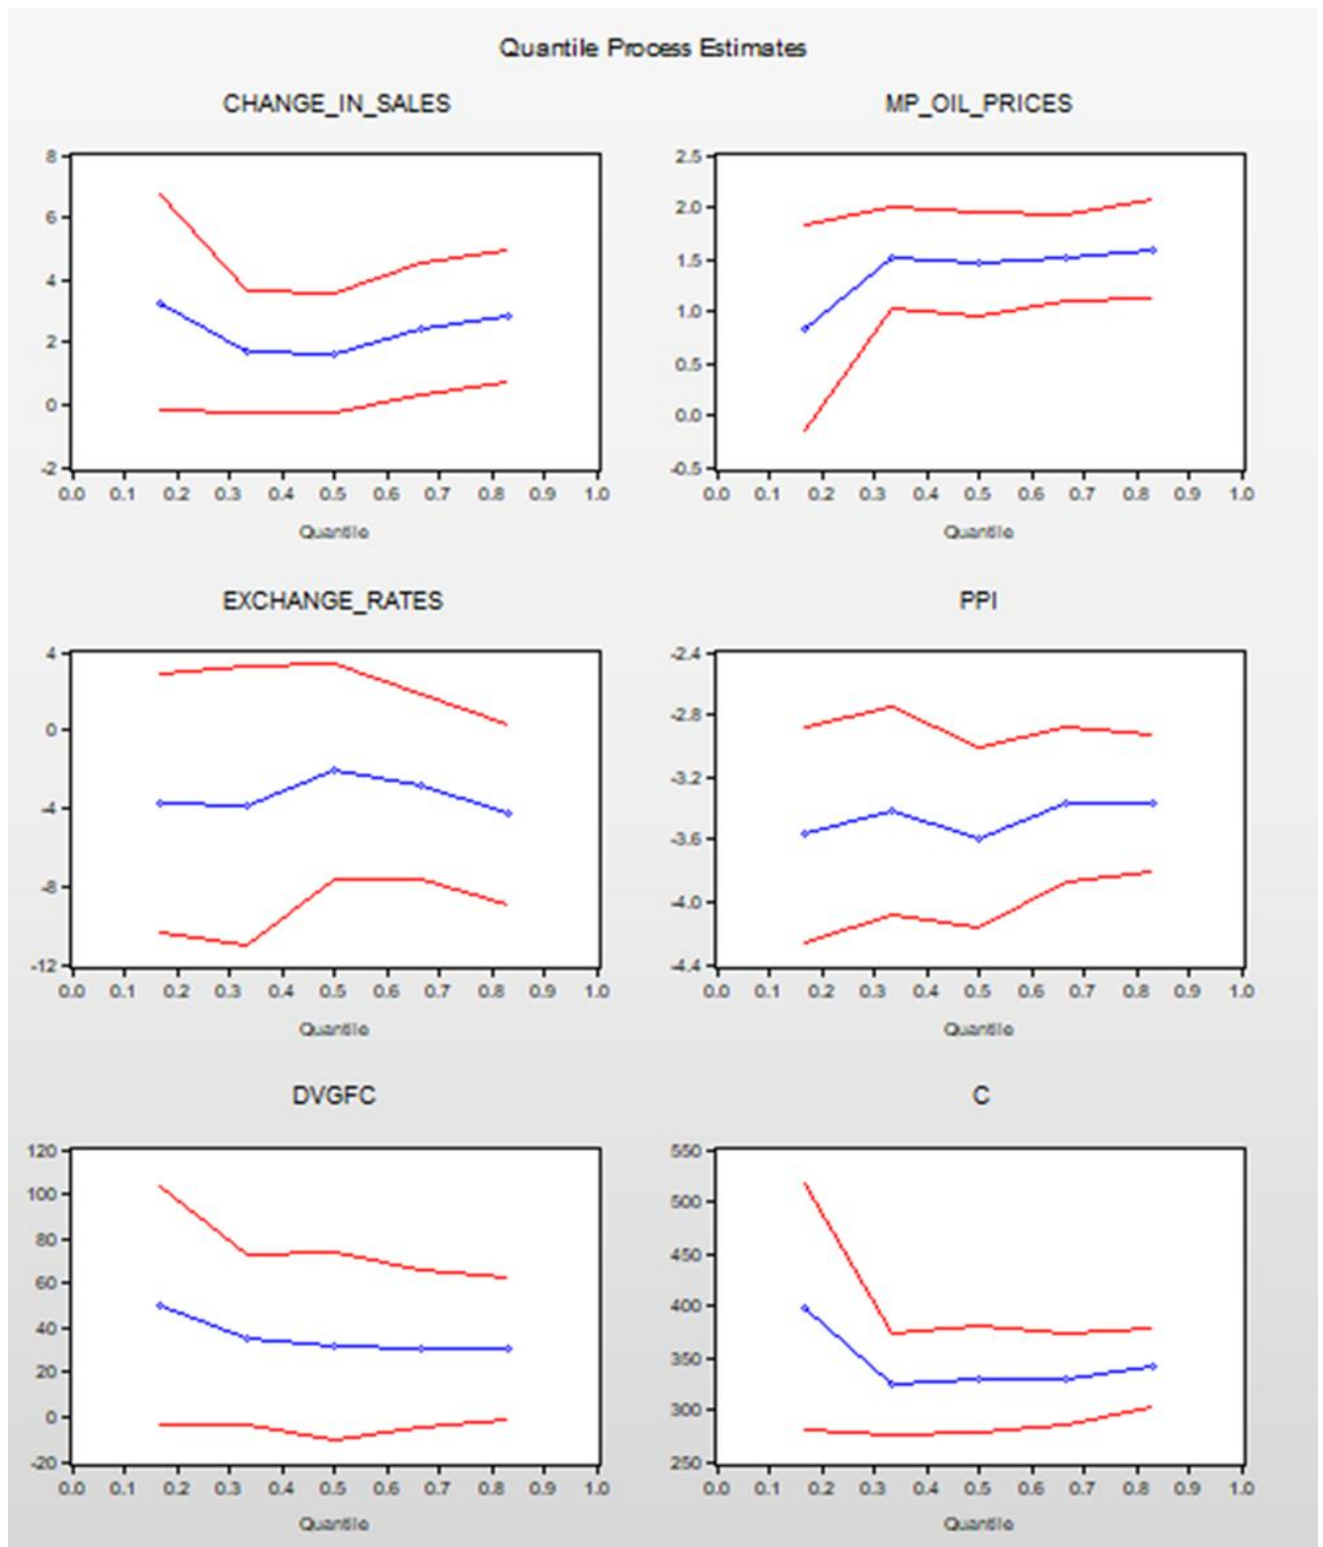 Quantile Process Estimates
CHANGE_IN_SALES
8
6
4
2
0
-2
0.0 0.1 0.2 0.3 0.4 0.5 0.6 0.7 0.8 0.9 1.0
Quantile
MP_OIL_PRICES
2.5
2.0
1.5
1.0
0.5
0.0
-0.5
0.0 0.1 0.2 0.3 0.4 0.5 0.6 0.7 0.8 0.9 1.0
Quantile
EXCHANGE_RATES
4
0
-4
-8
-12
0.0 0.1 0.2 0.3 0.4 0.5 0.6 0.7 0.8 0.9 1.0
Quantile
PPI
-2.4
-2.8
-3.2
-3.6
-4.0
-4.4
0.0 0.1 0.2 0.3 0.4 0.5 0.6 0.7 0.8 0.9 1.0
Quantile
DVGFC
120
100
80
60
40
20
0
-20
0.0 0.1 0.2 0.3 0.4 0.5 0.6 0.7 0.8 0.9 1.0
Quantile
C
550
500
450
400
350
300
250
0.0 0.1 0.2 0.3 0.4 0.5 0.6 0.7 0.8 0.9 1.0
Quantile